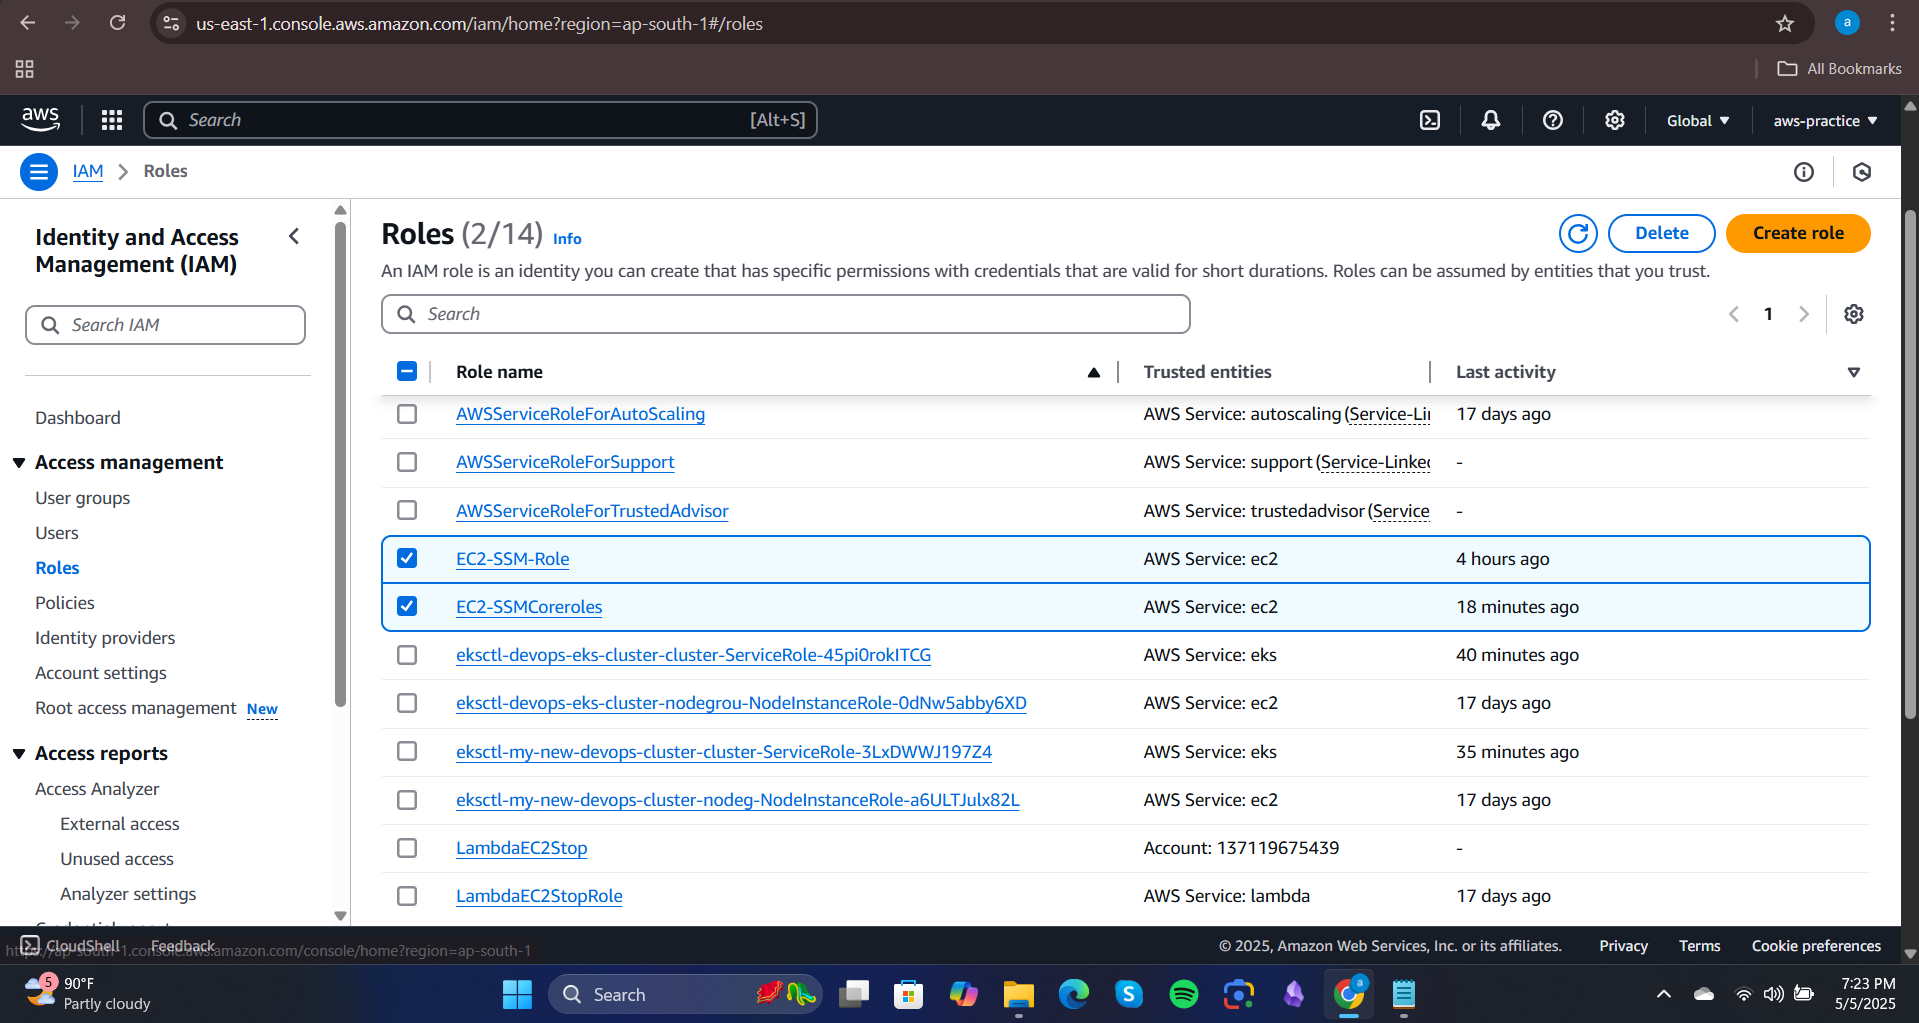 us-east-1.console.aws.amazon.com/iam/home?region=ap-south-1#/roles
a
All Bookmarks
aws
Search
[Alt+S]
Global
aws-practice
IAM
Roles
Identity and Access
Management (IAM)
Search IAM
Dashboard
Access management
User groups
Users
Roles
Policies
Identity providers
Account settings
Root access management New
Access reports
Access Analyzer
External access
Unused access
Analyzer settings
Roles (2/14) Info
Delete
Create role
An IAM role is an identity you can create that has specific permissions with credentials that are valid for short durations. Roles can be assumed by entities that you trust.
Search
1
Role name Trusted entities Last activity
AWSServiceRoleForAutoScaling AWS Service: autoscaling (Service-Li 17 days ago
AWSServiceRoleForSupport AWS Service: support (Service-Linke -
AWSServiceRoleForTrustedAdvisor AWS Service: trustedadvisor (Service -
EC2-SSM-Role AWS Service: ec2 4 hours ago
EC2-SSMCoreroles AWS Service: ec2 18 minutes ago
eksctl-devops-eks-cluster-cluster-ServiceRole-45pi0rokITCG AWS Service: eks 40 minutes ago
eksctl-devops-eks-cluster-nodegrou-NodeInstanceRole-0dNw5abby6XD AWS Service: ec2 17 days ago
eksctl-my-new-devops-cluster-cluster-ServiceRole-3LxDWWJ197Z4 AWS Service: eks 35 minutes ago
eksctl-my-new-devops-cluster-nodeg-NodeInstanceRole-a6ULTJulx82L AWS Service: ec2 17 days ago
LambdaEC2Stop Account: 137119675439 -
LambdaEC2StopRole AWS Service: lambda 17 days ago
CloudShell Feedback
https://ap-south-1.console.aws.amazon.com/console/home?region=ap-south-1
© 2025, Amazon Web Services, Inc. or its affiliates. Privacy Terms Cookie preferences
5
90°F
Partly cloudy
Search
S
a
7:23 PM
5/5/2025